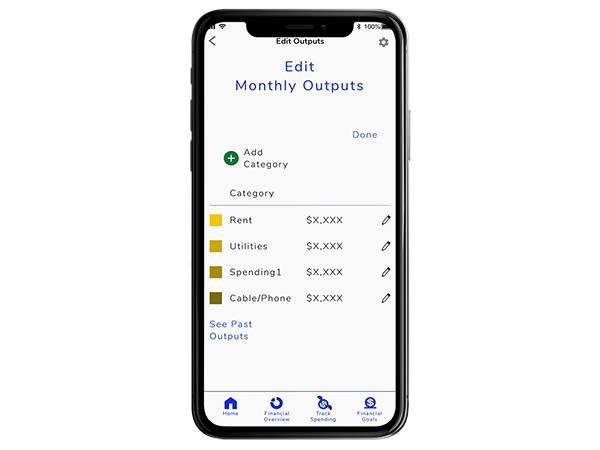 100%
Edit Outputs
Edit
Monthly Outputs
Done
Add
Category
Category
Rent $X,XXX
Utilities $X,XXX
Spending1 $X,XXX
Cable/Phone $X,XXX
See Past
Outputs
Home
Financial
Overview
Track
Spending
Financial
Goals